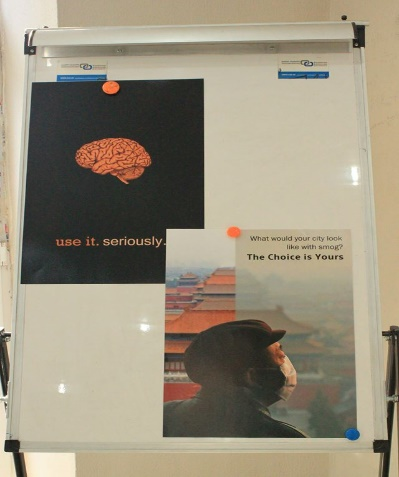 use it. seriously.
What would your city look
like with smog?
The Choice is Yours